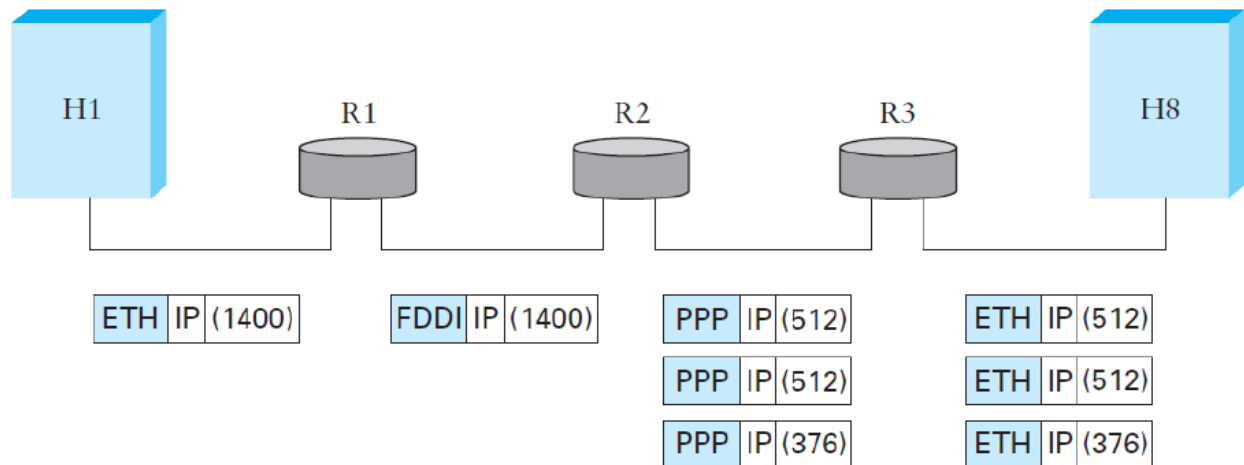 H1
R1
R2
R3
H8
ETH IP (1400)
FDDI IP (1400)
PPP IP (512)
ETH IP (512)
PPP IP (512)
ETH IP (512)
PPP IP (376)
ETH IP (376)